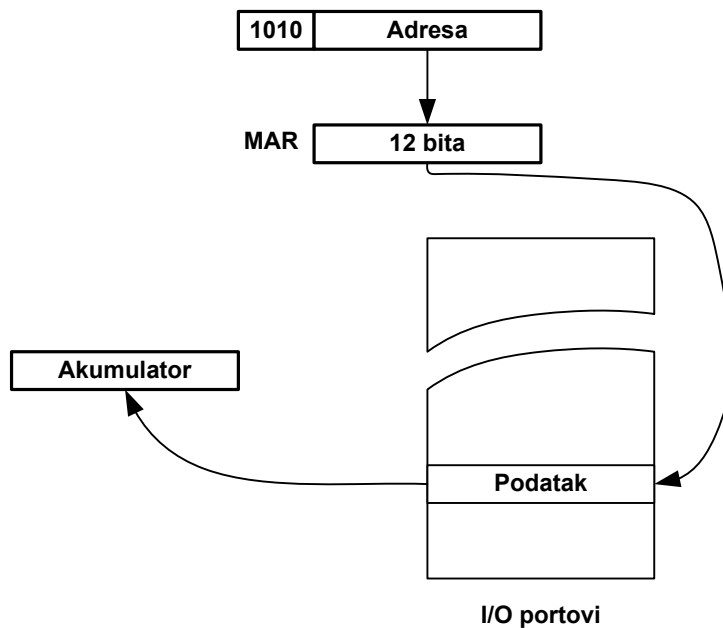 1010 Adresa
MAR 12 bita
Akumulator
Podatak
I/O portovi